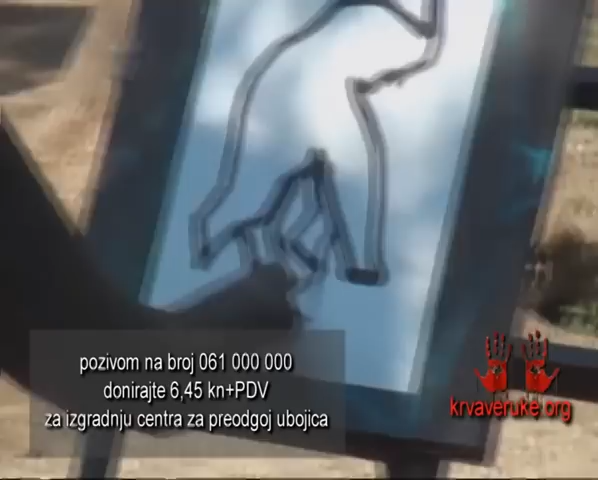 pozivom na broj 061 000 000
donirajte 6,45 kn+PDV
za izgradnju centra za preodgoj ubojica
krvaveruke.org